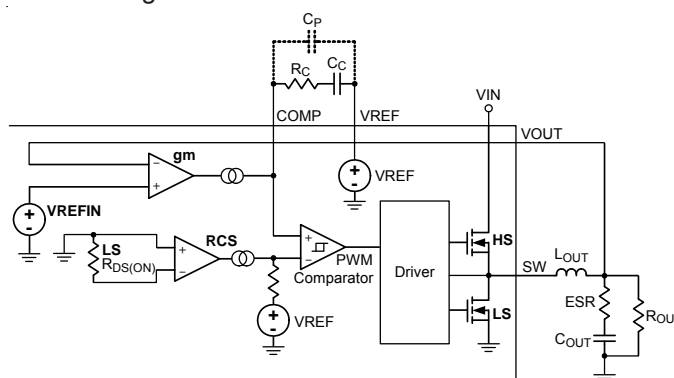 CP
RC
CC
VIN
COMP
VREF
VOUT
gm
VREF
VREFIN
LS
RDS(ON)
RCS
PWM
Comparator
Driver
HS
SW
LOUT
LS
VREF
ESR
COUT
ROU